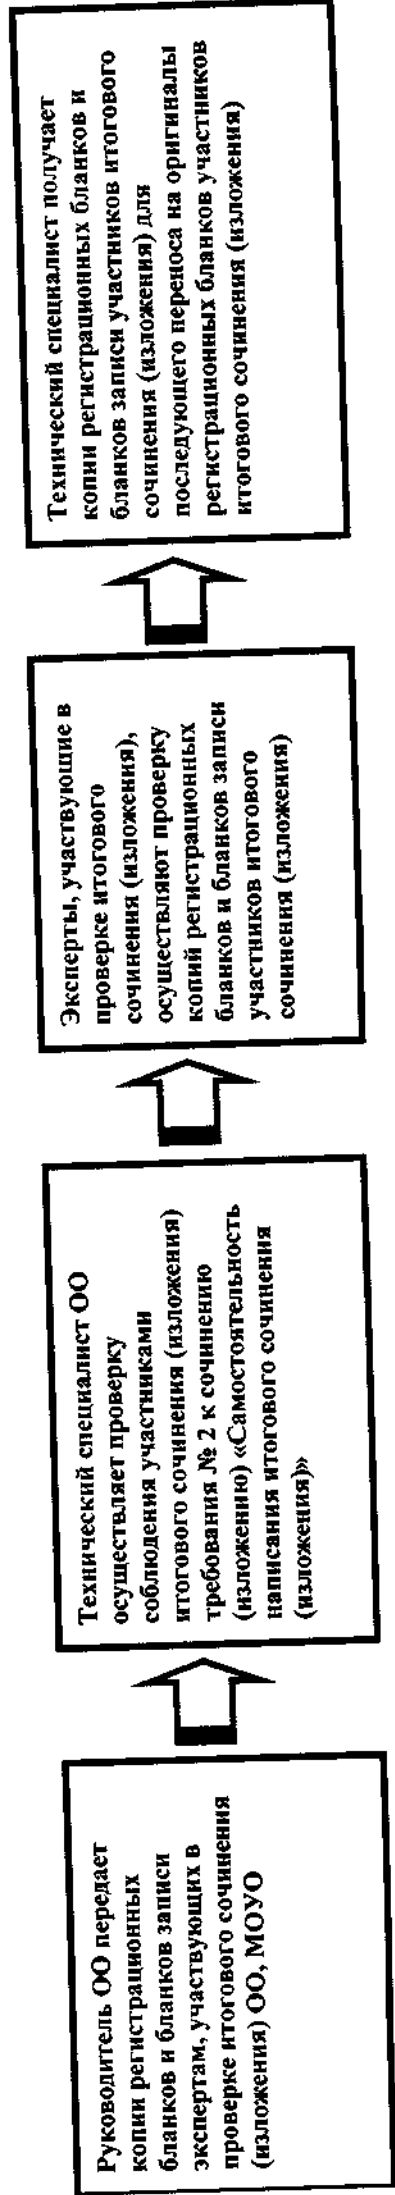 Руководитель ОО передает
копии регистрационных
бланков и бланков записи
экспертам, участвующих в
проверке итогового сочинения
(изложения) ОО, МОУО
Технический специалист ОО
осуществляет проверку
соблюдения участниками
итогового сочинения (изложения)
требования № 2 к сочинению
(изложению) «Самостоятельность
написания итогового сочинения
(изложения)»
Эксперты, участвующие в
проверке итогового
сочинения (изложения),
осуществляют проверку
копий регистрационных
бланков и бланков записи
участников итогового
сочинения (изложения)
Технический специалист получает
копии регистрационных бланков и
бланков записи участников итогового
сочинения (изложения) для
последующего переноса на оригиналы
регистрационных бланков участников
итогового сочинения (изложения)